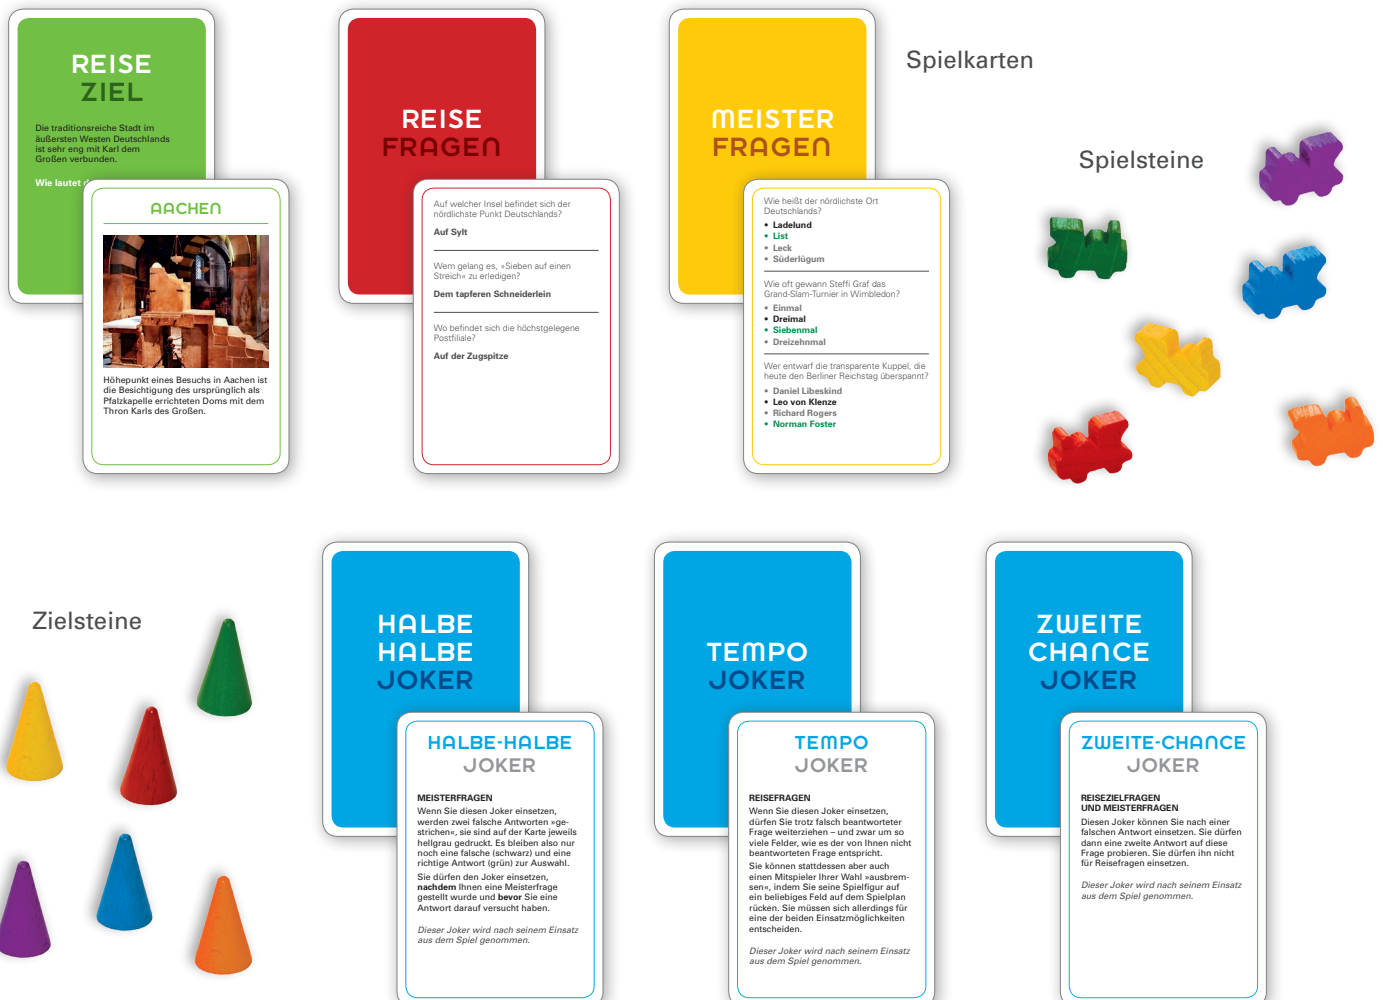 REISE
ZIEL
Die traditionsreiche Stadt im
äußersten Westen Deutschlands
ist sehr eng mit Karl dem
Großen verbunden.
Wie lautet
AACHEN
Höhepunkt eines Besuchs in Aachen ist
die Besichtigung des ursprünglich als
Pfalzkapelle errichteten Doms mit dem
Thron Karls des Großen.
REISE
FRAGEN
Auf welcher Insel befindet sich der
nördlichste Punkt Deutschlands?
Auf Sylt
Wem gelang es, »Sieben auf einen
Streich« zu erledigen?
Dem tapferen Schneiderlein
Wo befindet sich die höchstgelegene
Postfiliale?
Auf der Zugspitze
MEISTER
FRAGEN
Wie heißt der nördlichste Ort
Deutschlands?
• Ladelund
• List
• Leck
• Süderlügum
Wie oft gewann Steffi Graf das
Grand-Slam-Turnier in Wimbledon?
• Einmal
• Dreimal
• Siebenmal
• Dreizehnmal
Wer entwarf die transparente Kuppel, die
heute den Berliner Reichstag überspannt?
• Daniel Libeskind
• Leo von Klenze
• Richard Rogers
• Norman Foster
Spielkarten
Spielsteine
Zielsteine
HALBE
HALBE
JOKER
HALBE-HALBE
JOKER
MEISTERFRAGEN
Wenn Sie diesen Joker einsetzen,
werden zwei falsche Antworten »ge-
strichen«, sie sind auf der Karte jeweils
hellgrau gedruckt. Es bleiben also nur
noch eine falsche (schwarz) und eine
richtige Antwort (grün) zur Auswahl.
Sie dürfen den Joker einsetzen,
nachdem Ihnen eine Meisterfrage
gestellt wurde und bevor Sie eine
Antwort darauf versucht haben.
Dieser Joker wird nach seinem Einsatz
aus dem Spiel genommen.
TEMPO
JOKER
TEMPO
JOKER
REISEFRAGEN
Wenn Sie diesen Joker einsetzen,
dürfen Sie trotz falsch beantworteter
Frage weiterziehen – und zwar um so
viele Felder, wie es der von Ihnen nicht
beantworteten Frage entspricht.
Sie können stattdessen aber auch
einen Mitspieler Ihrer Wahl »ausbrem-
sen«, indem Sie seine Spielfigur auf
ein beliebiges Feld auf dem Spielplan
rücken. Sie müssen sich allerdings für
eine der beiden Einsatzmöglichkeiten
entscheiden.
Dieser Joker wird nach seinem Einsatz
aus dem Spiel genommen.
ZWEITE
CHANCE
JOKER
ZWEITE-CHANCE
JOKER
REISEZIELFRAGEN
UND MEISTERFRAGEN
Diesen Joker können Sie nach einer
falschen Antwort einsetzen. Sie dürfen
dann eine zweite Antwort auf diese
Frage probieren. Sie dürfen ihn nicht
für Reisefragen einsetzen.
Dieser Joker wird nach seinem Einsatz
aus dem Spiel genommen.